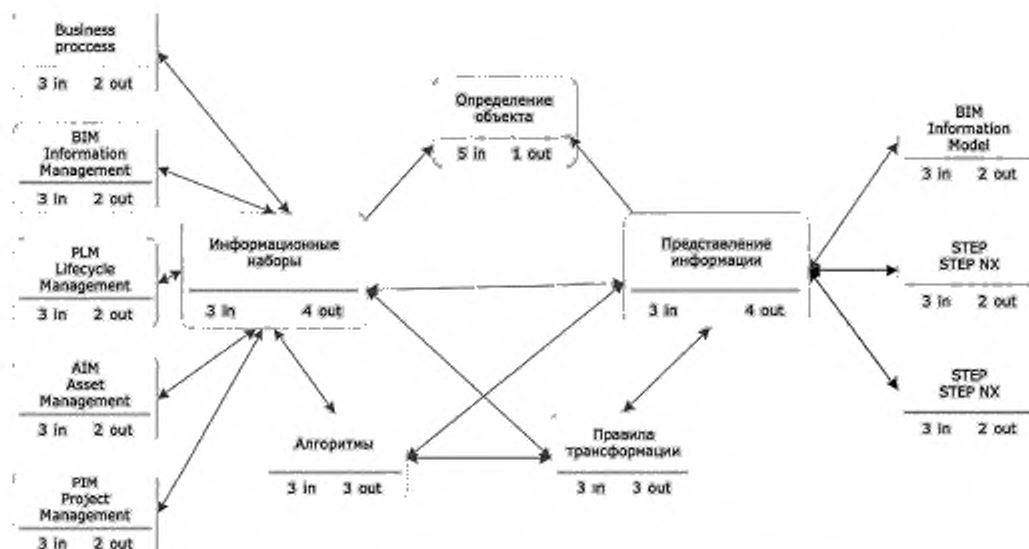 Business
proccess
3 in 2 out
BIM
Information
Management
3 in 2 out
PLM
Lifecycle
Management
3 in 2 out
AIM
Asset
Management
3 in 2 out
PIM
Project
Management
3 in 2 out
Определение
объекта
5 in 1 out
Информационные
наборы
3 in 4 out
Представление
информации
3 in 4 out
Алгоритмы
3 in 3 out
Правила
трансформации
3 in 3 out
BIM
Information
Model
3 in 2 out
STEP
STEP NX
3 in 2 out
STEP
STEP NX
3 in 2 out